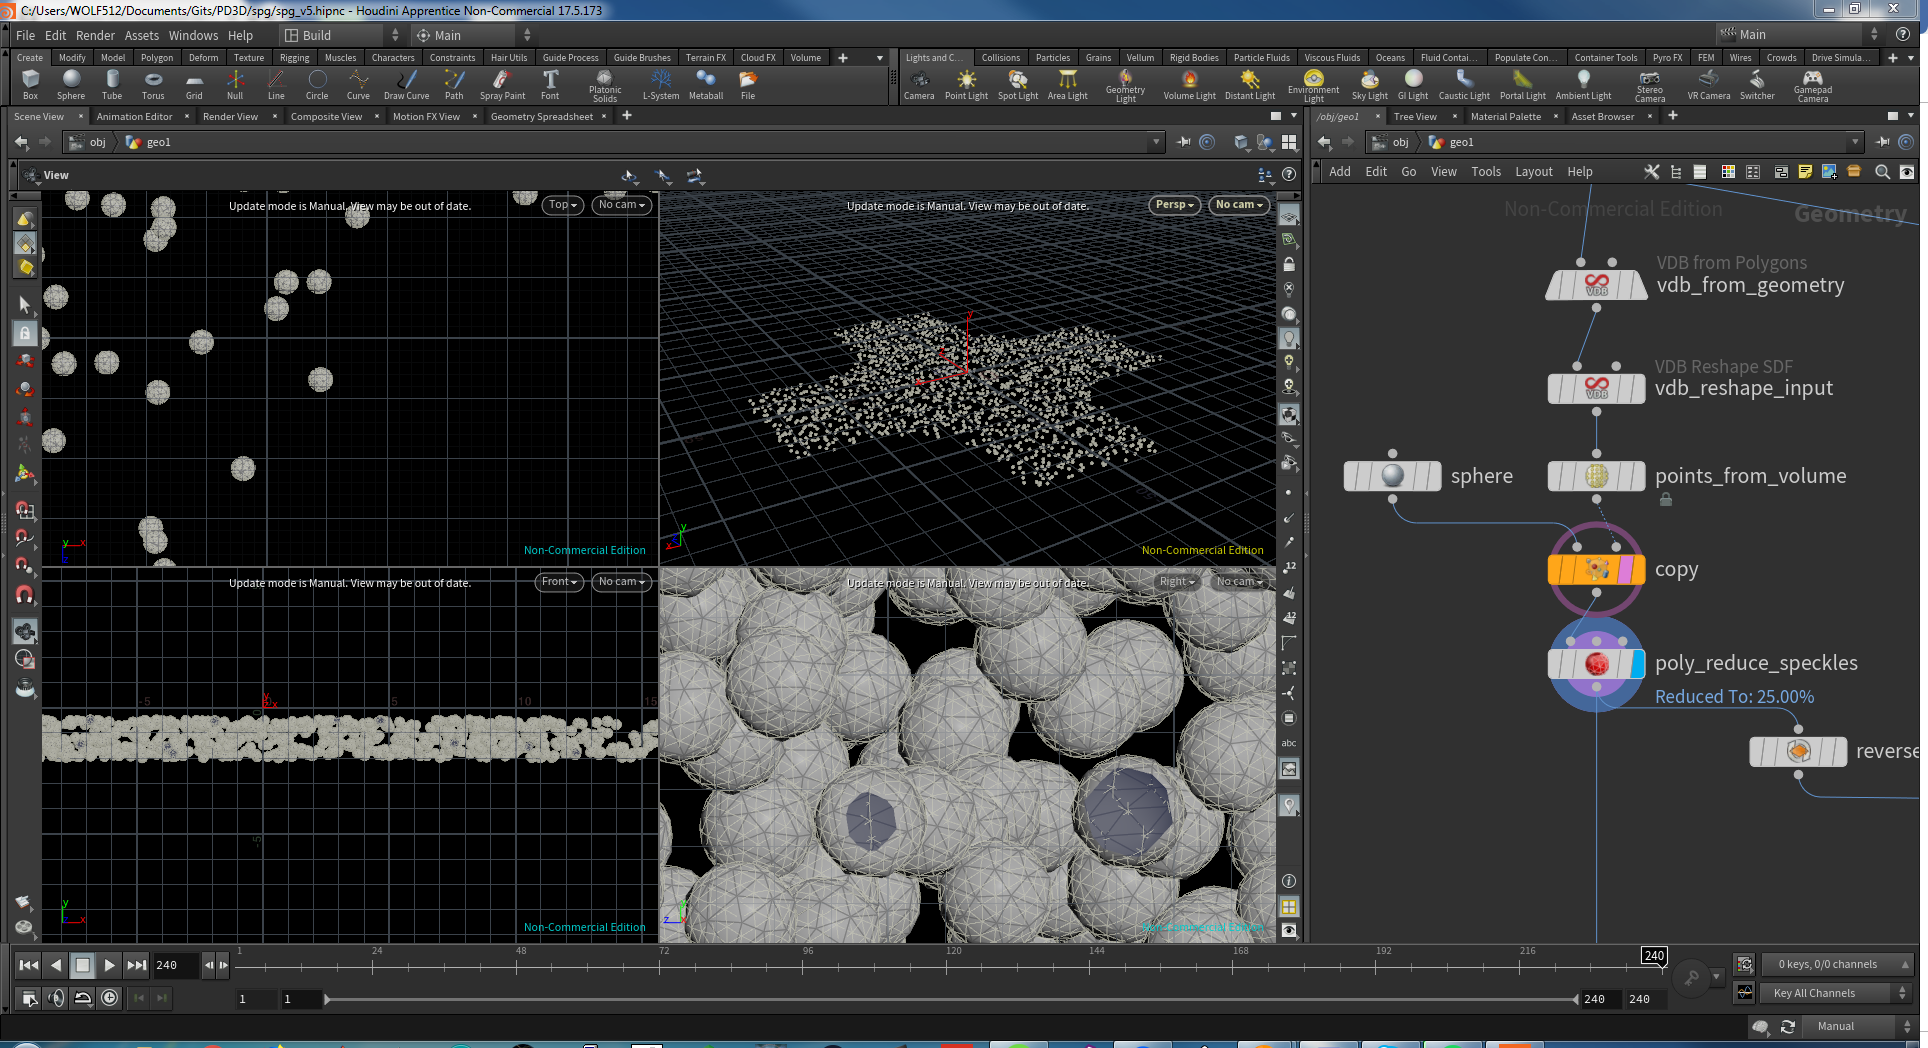 C:/Users/WOLF512/Documents/Gits/PD3D/spg/spg_v5.hipnc - Houdini Apprentice Non-Commercial 17.5.173
File Edit Render Assets Windows Help Build Main Main
Create Modify Model Polygon Deform Texture Rigging Muscles Characters Constraints Hair Utils Guide Process Guide Brushes Terrain FX Cloud FX Volume
Lights and C... Collisions Particles Grains Vellum Rigid Bodies Particle Fluids Viscous Fluids Oceans Fluid Contai... Populate Con... Container Tools Pyro FX FEM Wires Crowds Drive Simula...
Box Sphere Tube Torus Grid Null Line Circle Curve Draw Curve Path Spray Paint Font Platonic Solids L-System Metaball File
Camera Point Light Spot Light Area Light Geometry Light Volume Light Distant Light Environment Light Sky Light GI Light Caustic Light Portal Light Ambient Light Stereo Camera VR Camera Switcher Gamepad Camera
Scene View Animation Editor Render View Composite View Motion FX View Geometry Spreadsheet
/obj/geo1 Tree View Material Palette Asset Browser
obj geo1
obj geo1
View
Add Edit Go View Tools Layout Help
Update mode is Manual. View may be out of date. Top No cam
Update mode is Manual. View may be out of date. Persp No cam
Non-Commercial Edition
Geometry
VDB from Polygons
vdb_from_geometry
VDB Reshape SDF
vdb_reshape_input
sphere
points_from_volume
copy
poly_reduce_speckles
Reduced To: 25.00%
reverse
Non-Commercial Edition
Non-Commercial Edition
Update mode is Manual. View may be out of date. Front No cam
Update mode is Manual. View may be out of date. Right No cam
-5 5 10 15
-5
Non-Commercial Edition
Non-Commercial Edition
12
12
abc
240
1 24 48 72 96 120 144 168 192 216 240
0 keys, 0/0 channels
1 1 240 240
Key All Channels
Manual